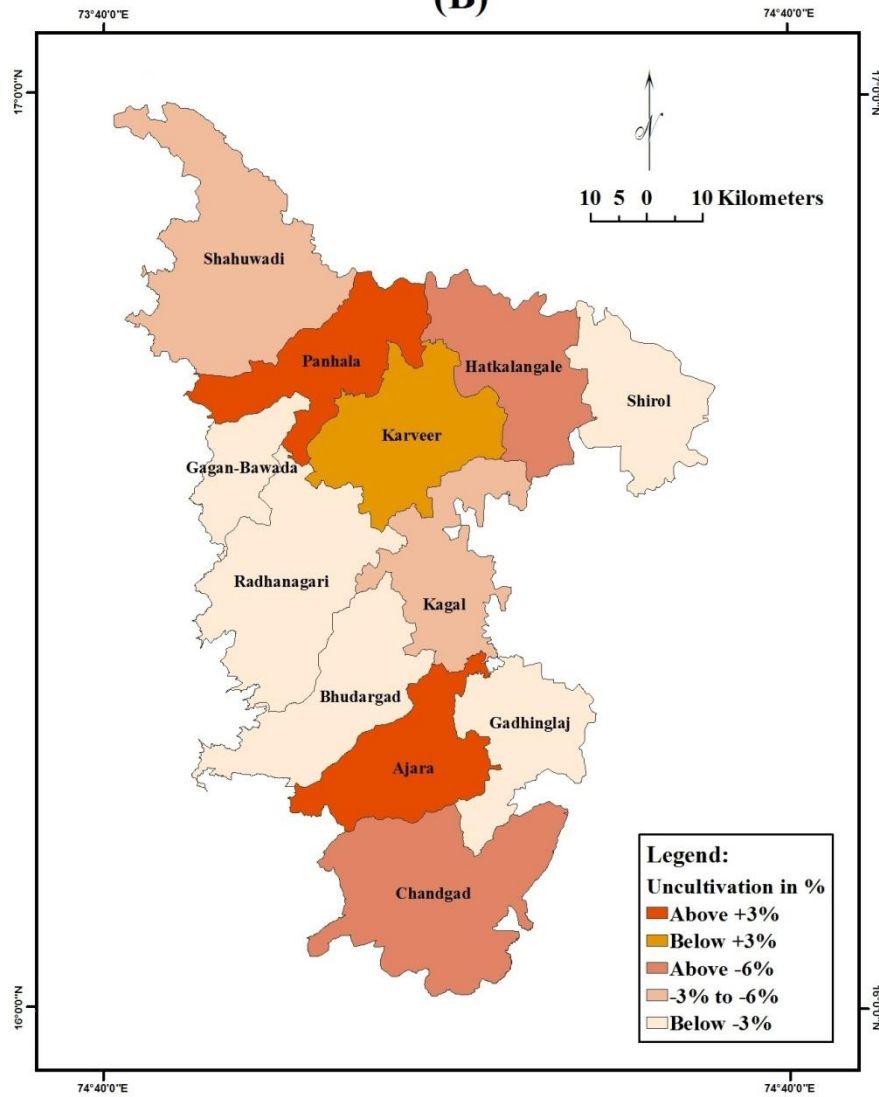 (B)
73°40'0"E
74°40'0"E
17°0'0"N
17°0'0"N
N
10 5 0 10 Kilometers
Shahuwadi
Panhala
Hatkalangale
Shirol
Karveer
Gagan-Bawada
Radhanagari
Kagal
Bhudargad
Gadhinglaj
Ajara
Chandgad
Legend:
Uncultivation in %
Above +3%
Below +3%
Above -6%
-3% to -6%
Below -3%
16°0'0"N
16°0'0"N
74°40'0"E
74°40'0"E